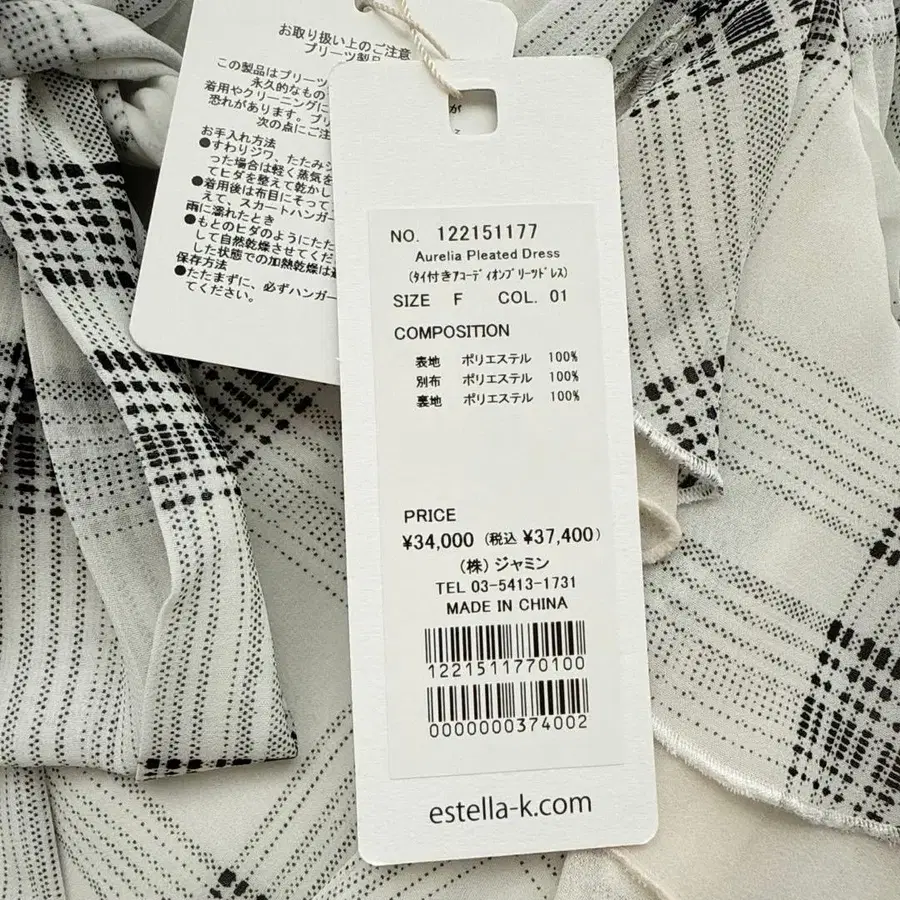 お取り扱い上のご注意
プリーツ製品
この製品はプリーツ
永久的なもの
着用やクリーニングに
恐れがあります。プリ
次の点にご注
お手入れ方法
●すわりジワ、たたみジ
った場合は軽く蒸気を
てヒダを整えて乾かし
●着用後は布目にそって
えて、スカートハンガー
雨に濡れたとき
●もとのヒダのようにたた
して自然乾燥させてくだ
した状態での加熱乾燥は
保存方法
●たたまずに、必ずハンガー
てください。
が
NO. 122151177
Aurelia Pleated Dress
(タイ付きアコーディオンプリーツドレス)
SIZE F COL. 01
COMPOSITION
表地 ポリエステル 100%
別布 ポリエステル 100%
裏地 ポリエステル 100%
PRICE
¥34,000 (税込 ¥37,400)
(株) ジャミン
TEL 03-5413-1731
MADE IN CHINA
1221511770100
0000000374002
estella-k.com